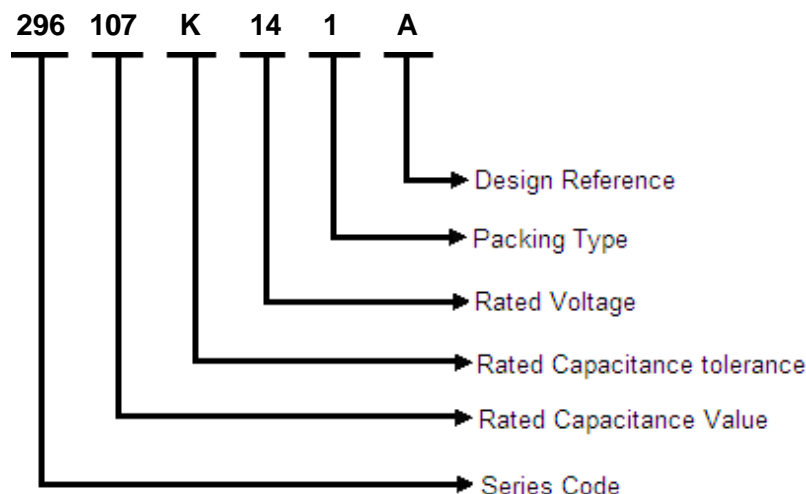 296 107 K 14 1 A
Design Reference
Packing Type
Rated Voltage
Rated Capacitance tolerance
Rated Capacitance Value
Series Code